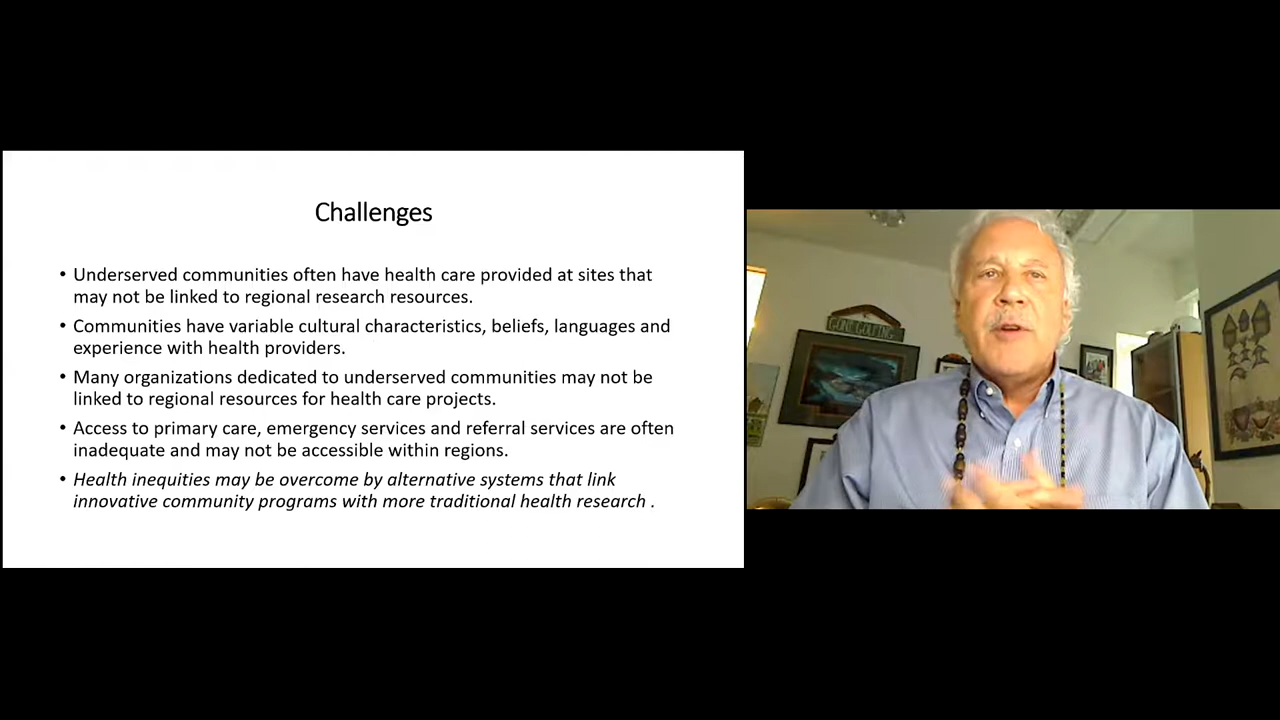 Challenges
• Underserved communities often have health care provided at sites that
may not be linked to regional research resources.
• Communities have variable cultural characteristics, beliefs, languages and
experience with health providers.
• Many organizations dedicated to underserved communities may not be
linked to regional resources for health care projects.
• Access to primary care, emergency services and referral services are often
inadequate and may not be accessible within regions.
• Health inequities may be overcome by alternative systems that link
innovative community programs with more traditional health research .
GONE GOLFING